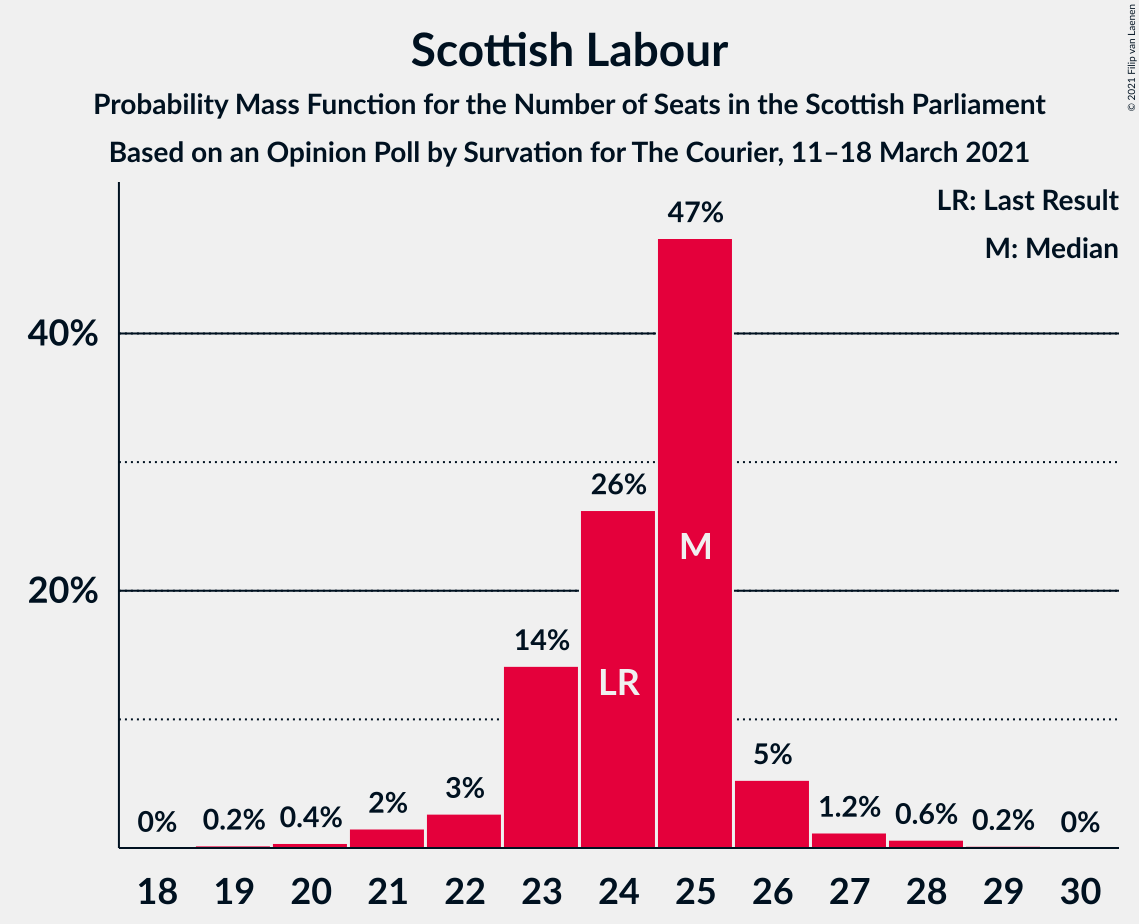 Scottish Labour
Probability Mass Function for the Number of Seats in the Scottish Parliament
Based on an Opinion Poll by Survation for The Courier, 11–18 March 2021
© 2021 Filip van Laenen
LR: Last Result
M: Median
47%
40%
26%
M
20%
14%
LR
5%
3%
2%
1.2%
0.6%
0.4%
0.2%
0.2%
0%
0%
18 19 20 21 22 23 24 25 26 27 28 29 30